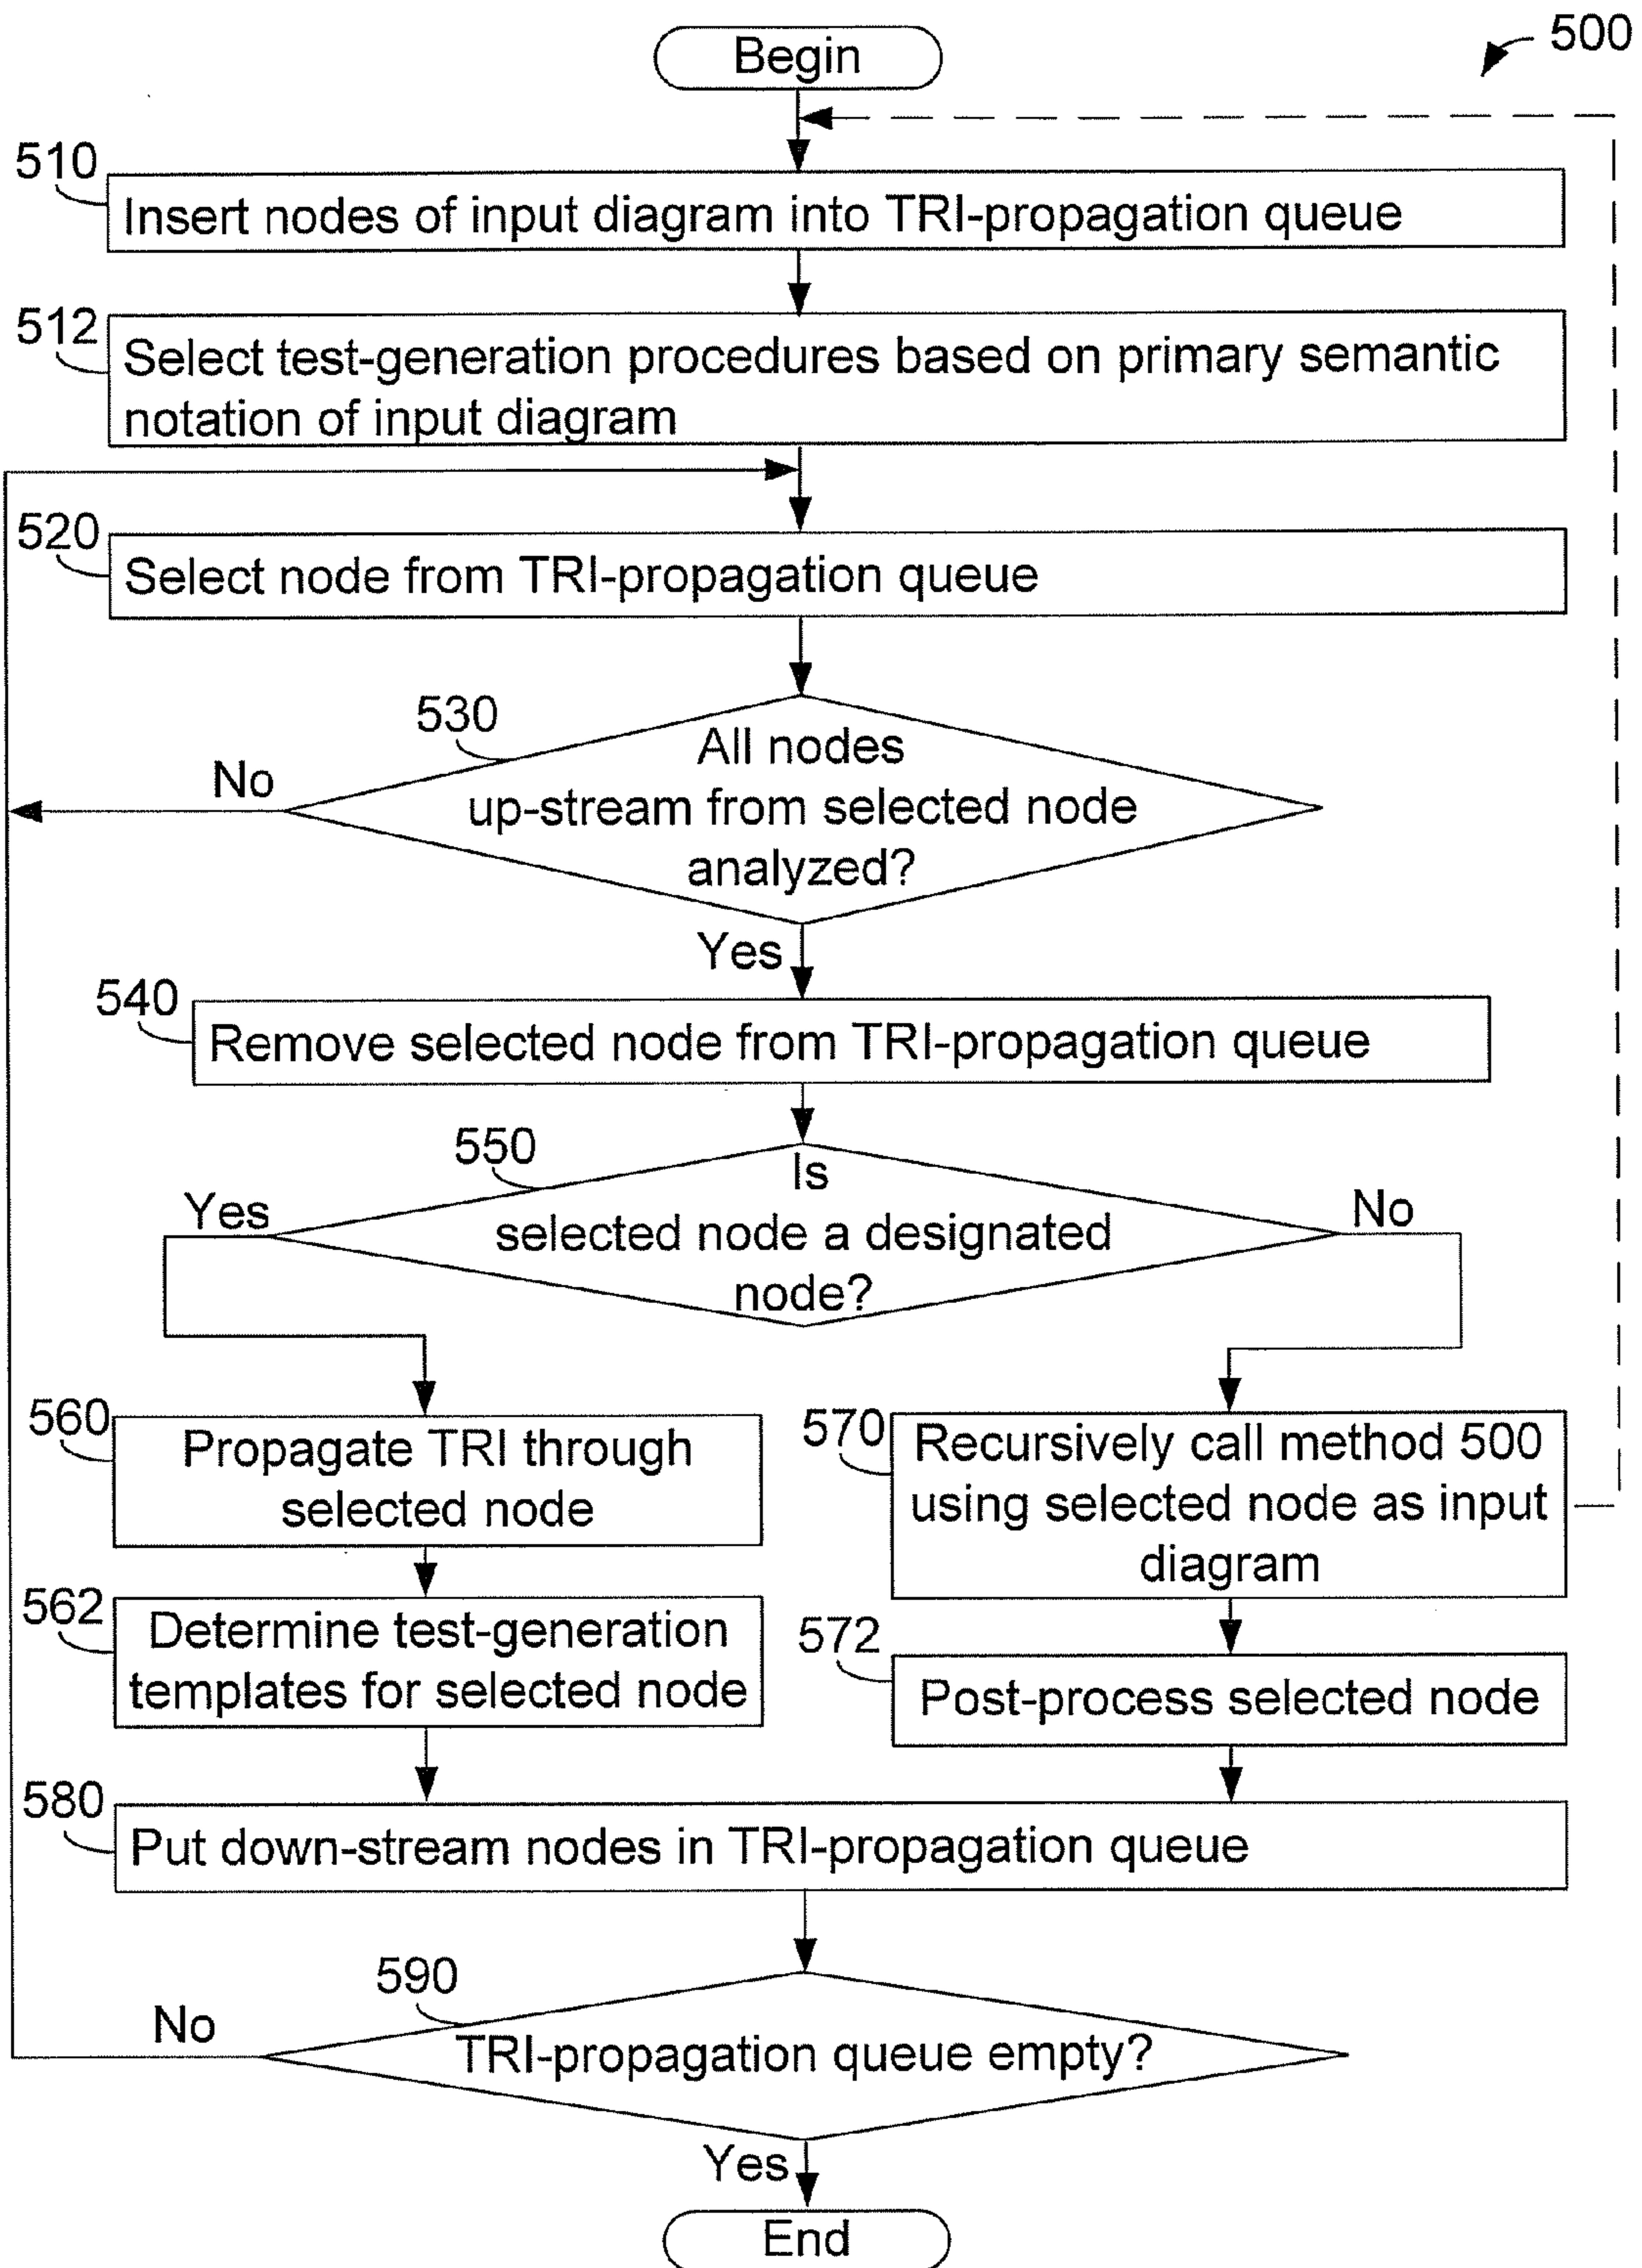 500
Begin
510
Insert nodes of input diagram into TRI-propagation queue
512
Select test-generation procedures based on primary semantic
notation of input diagram
520
Select node from TRI-propagation queue
530
All nodes
up-stream from selected node
analyzed?
No
Yes
540
Remove selected node from TRI-propagation queue
550
Is
selected node a designated
node?
Yes
No
560
Propagate TRI through
selected node
570
Recursively call method 500
using selected node as input
diagram
562
Determine test-generation
templates for selected node
572
Post-process selected node
580
Put down-stream nodes in TRI-propagation queue
590
TRI-propagation queue empty?
No
Yes
End